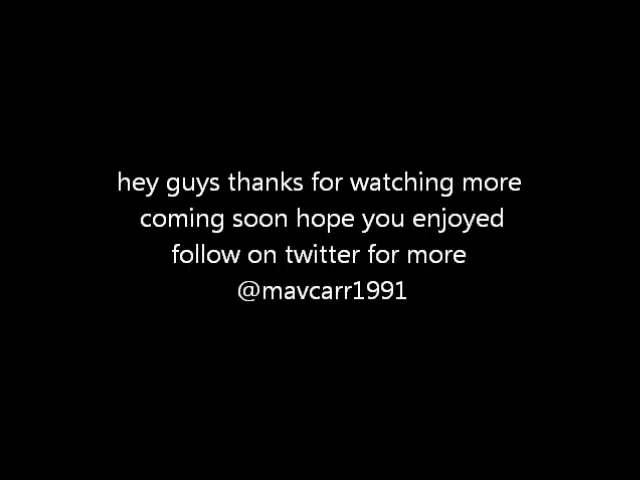 hey guys thanks for watching more
coming soon hope you enjoyed
follow on twitter for more
@mavcarr1991